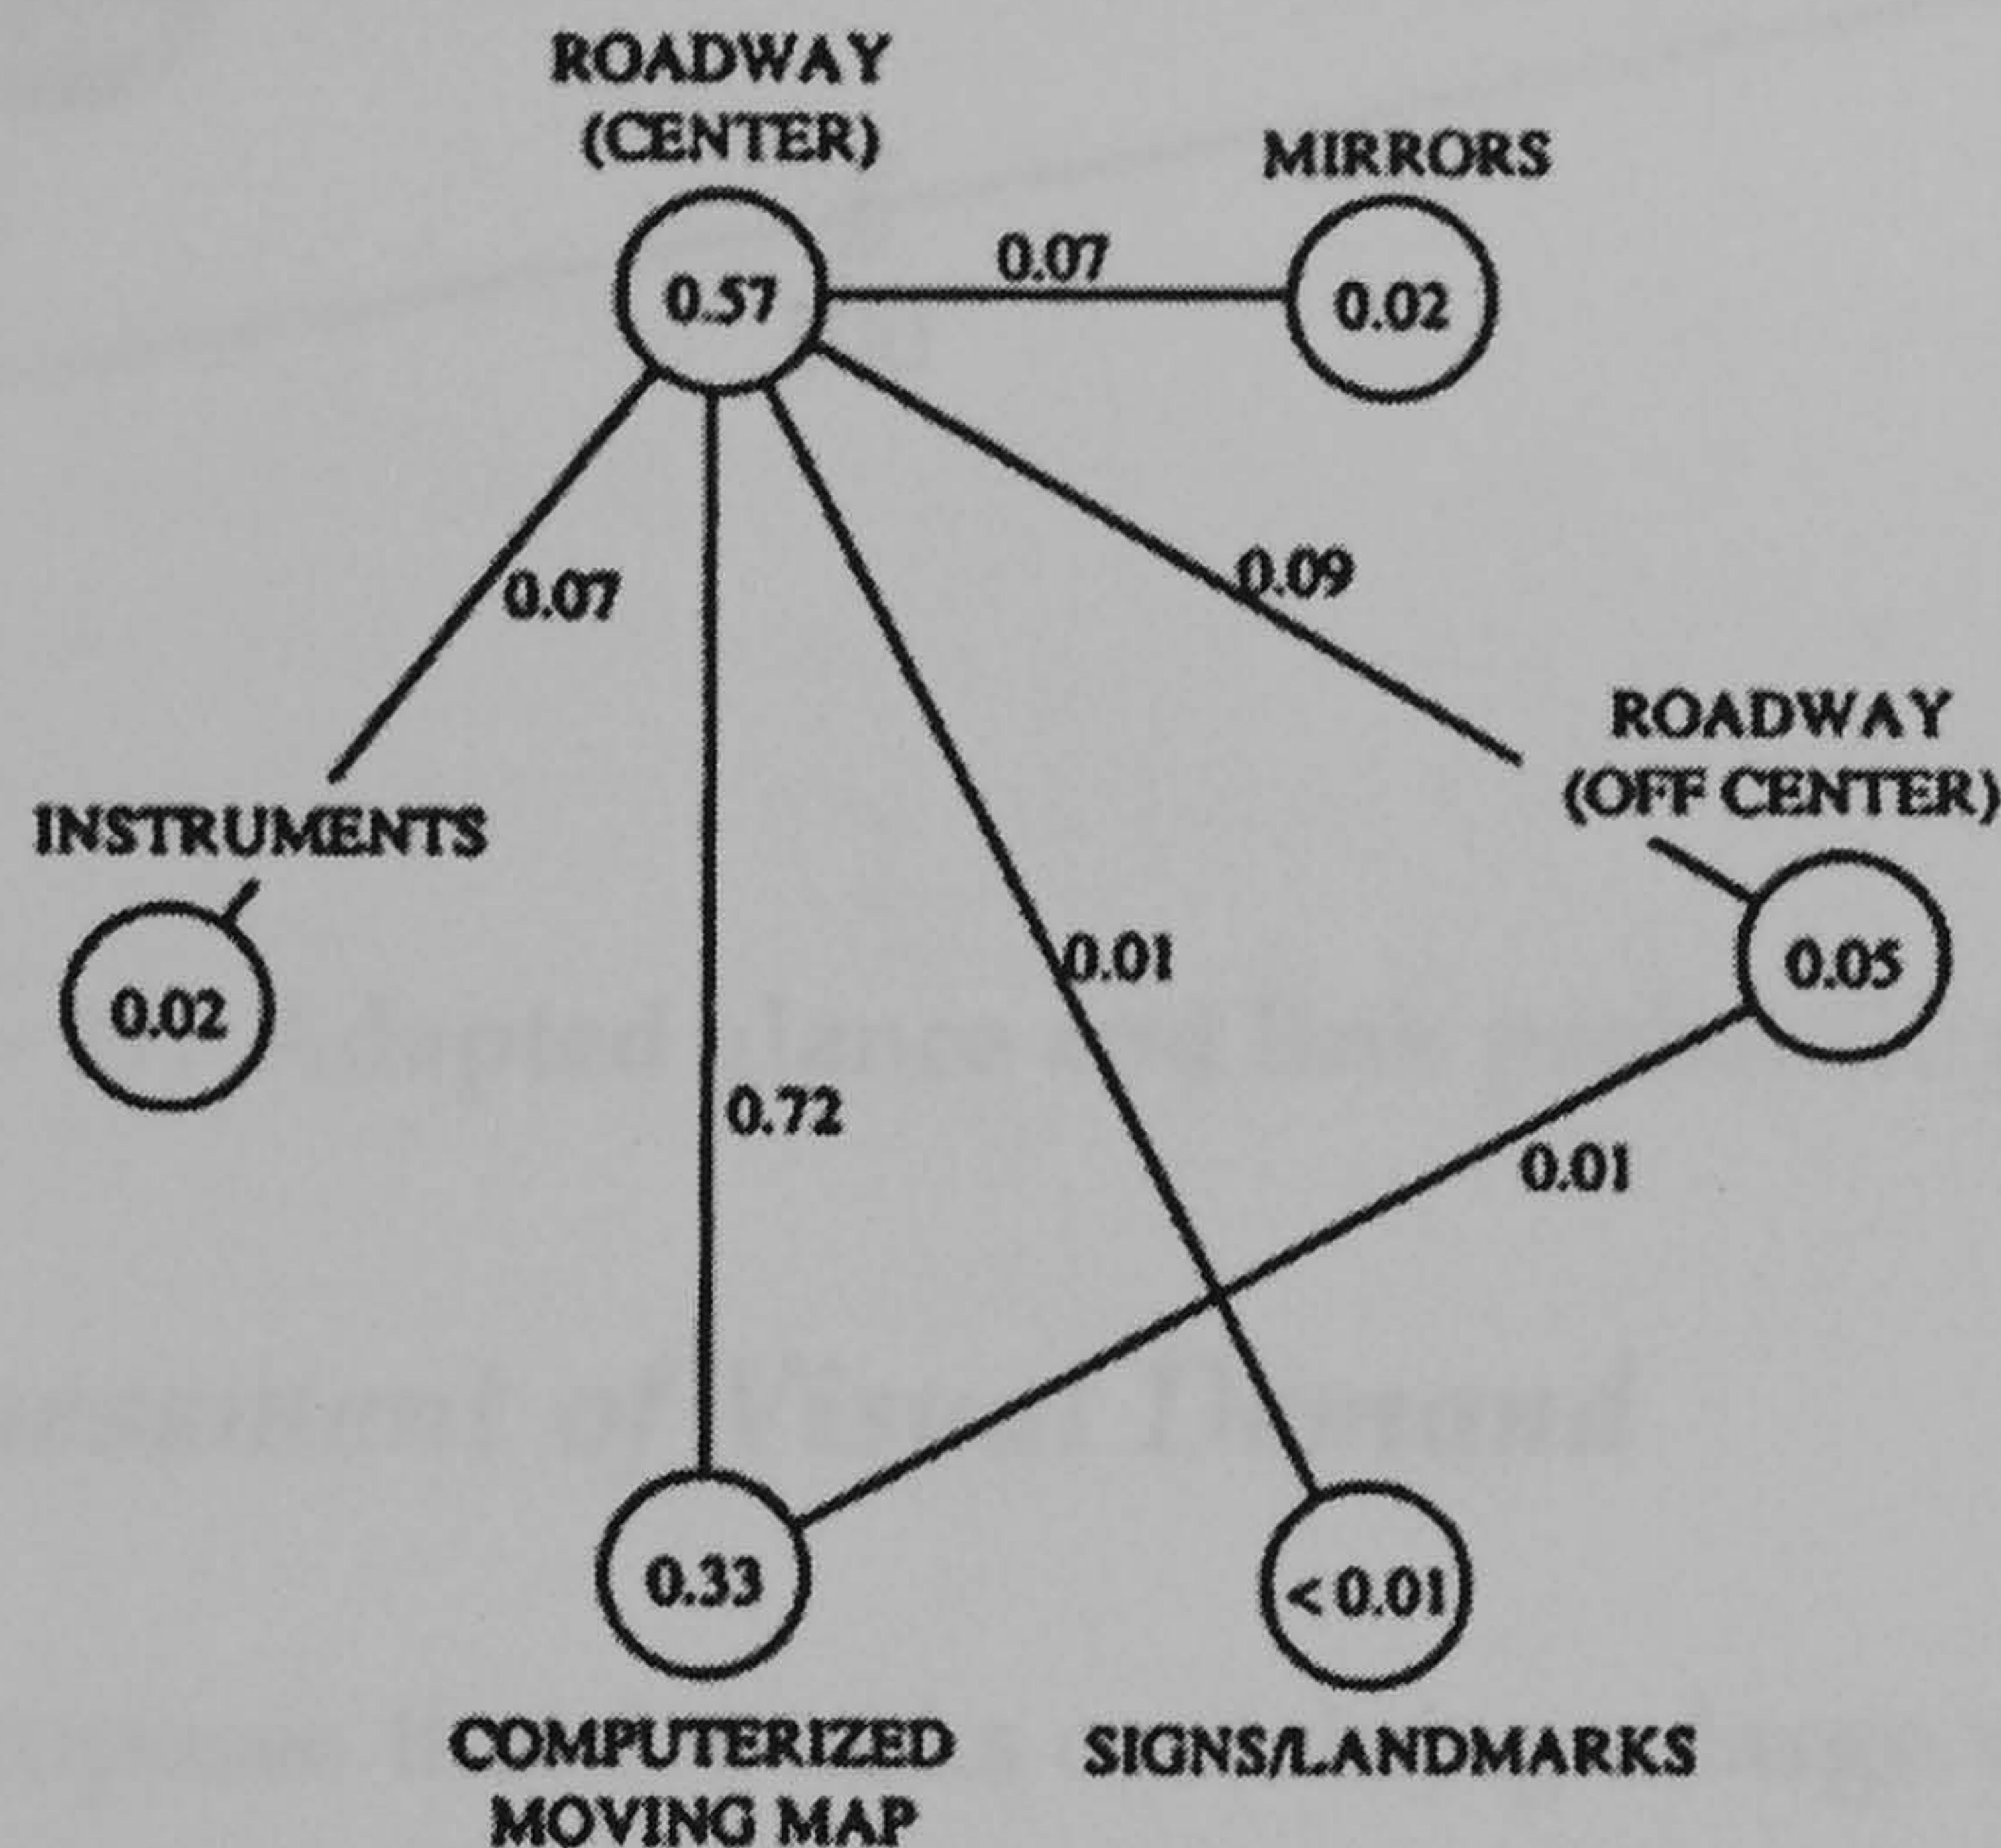 ROADWAY
(CENTER)
MIRRORS
0.07
0.57
0.02
0.09
0.07
ROADWAY
(OFF CENTER)
INSTRUMENTS
0.01
0.05
0.02
0.72
0.01
0.33
< 0.01
COMPUTERIZED
MOVING MAP
SIGNS/LANDMARKS